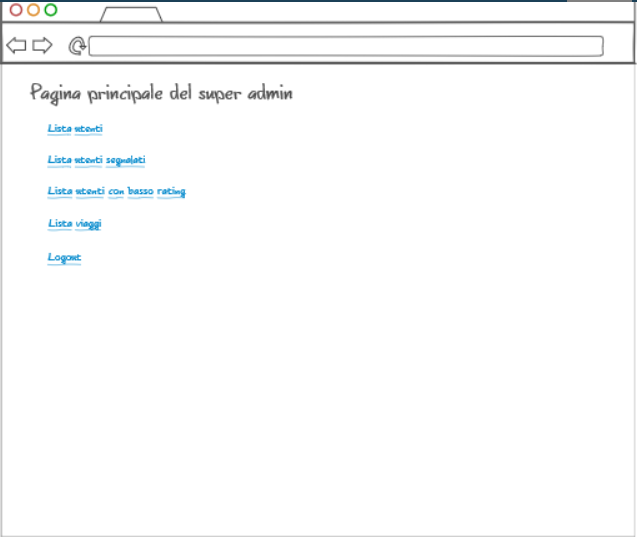 Pagina principale del super admin
Lista utenti
Lista utenti segnalati
Lista utenti con basso rating
Lista viaggi
Logout